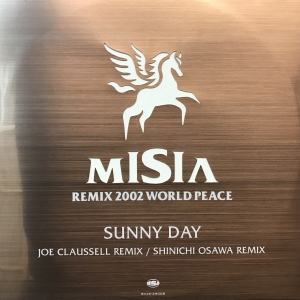 MISIA
REMIX 2002 WORLD PEACE
SUNNY DAY
JOE CLAUSSELL REMIX / SHINICHI OSAWA REMIX